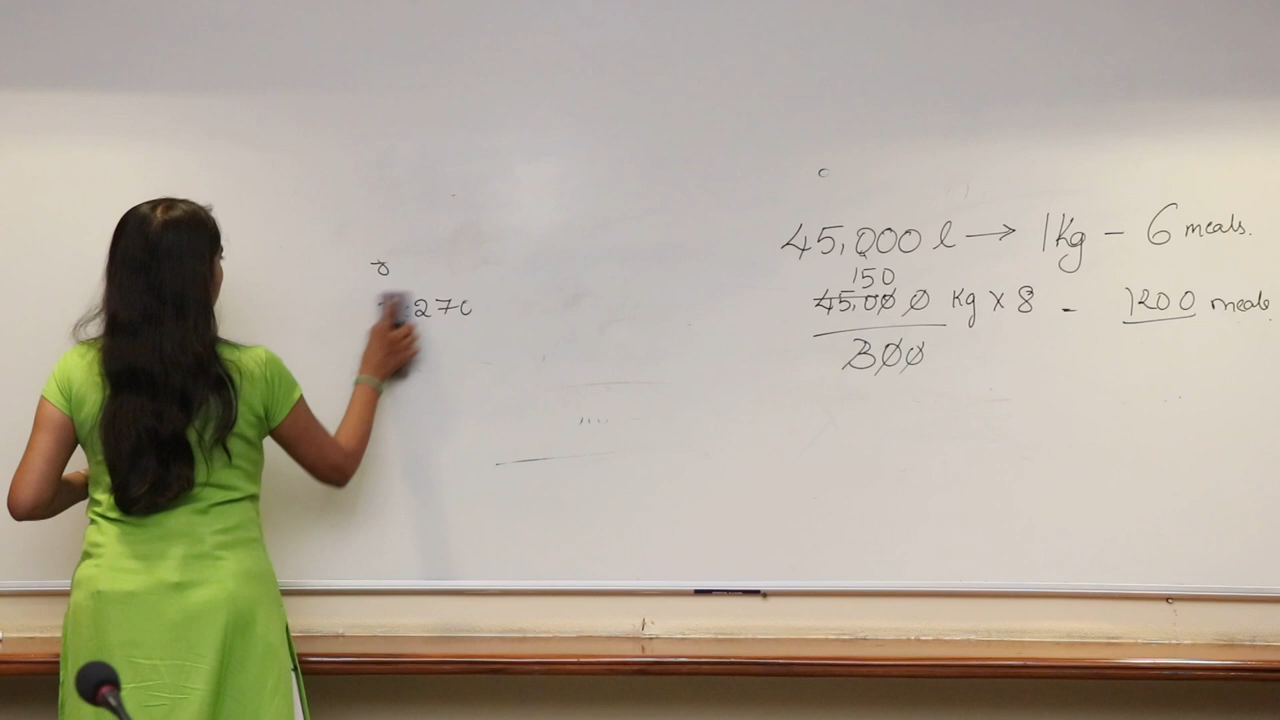 270
45,000 l → 1Kg – 6 meals.
150
45,000 Kg x 8 - 1200 meals
300